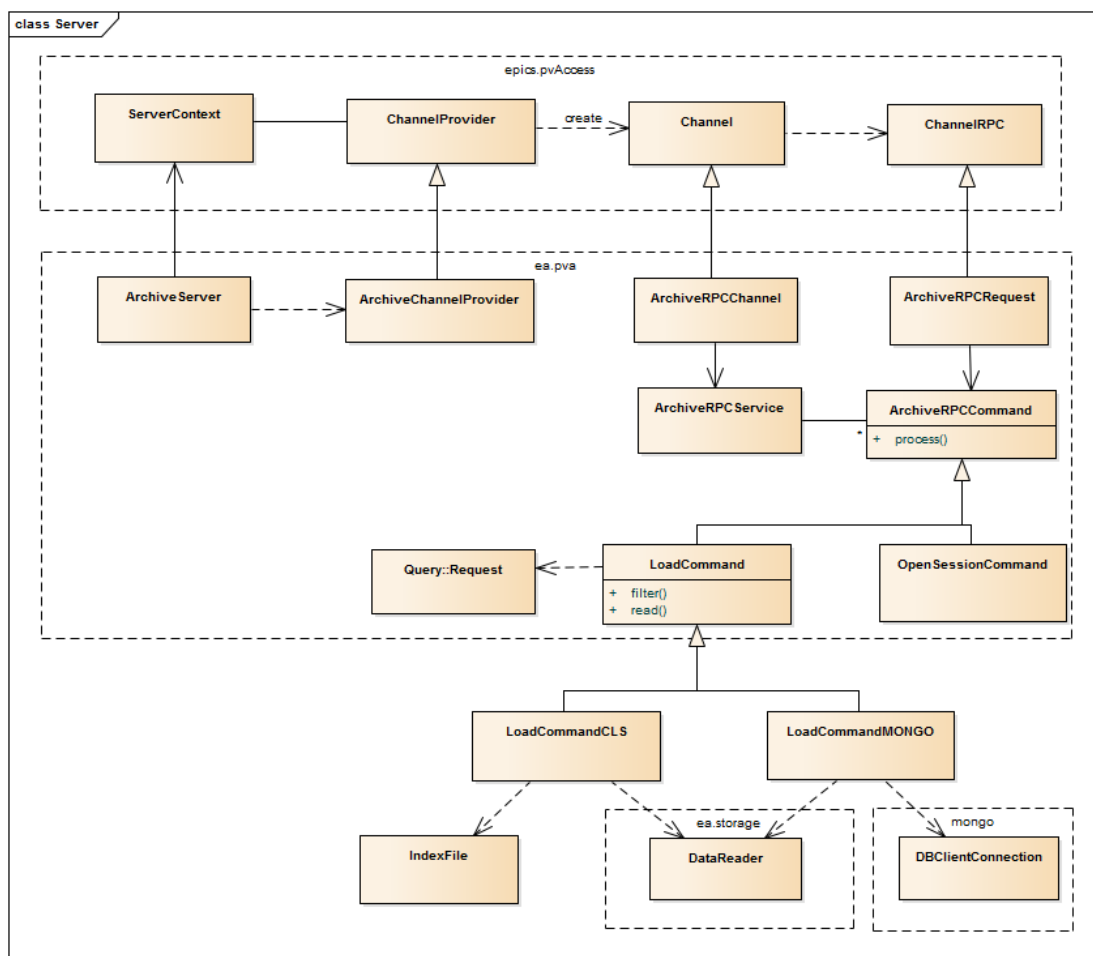 class Server
epics.pvAccess
ServerContext
ChannelProvider
create
Channel
ChannelRPC
ea.pva
ArchiveServer
ArchiveChannelProvider
ArchiveRPCChannel
ArchiveRPCRequest
ArchiveRPCService
ArchiveRPCCommand
*
+ process()
Query::Request
LoadCommand
+ filter()
+ read()
OpenSessionCommand
LoadCommandCLS
LoadCommandMONGO
ea.storage
mongo
IndexFile
DataReader
DBClientConnection